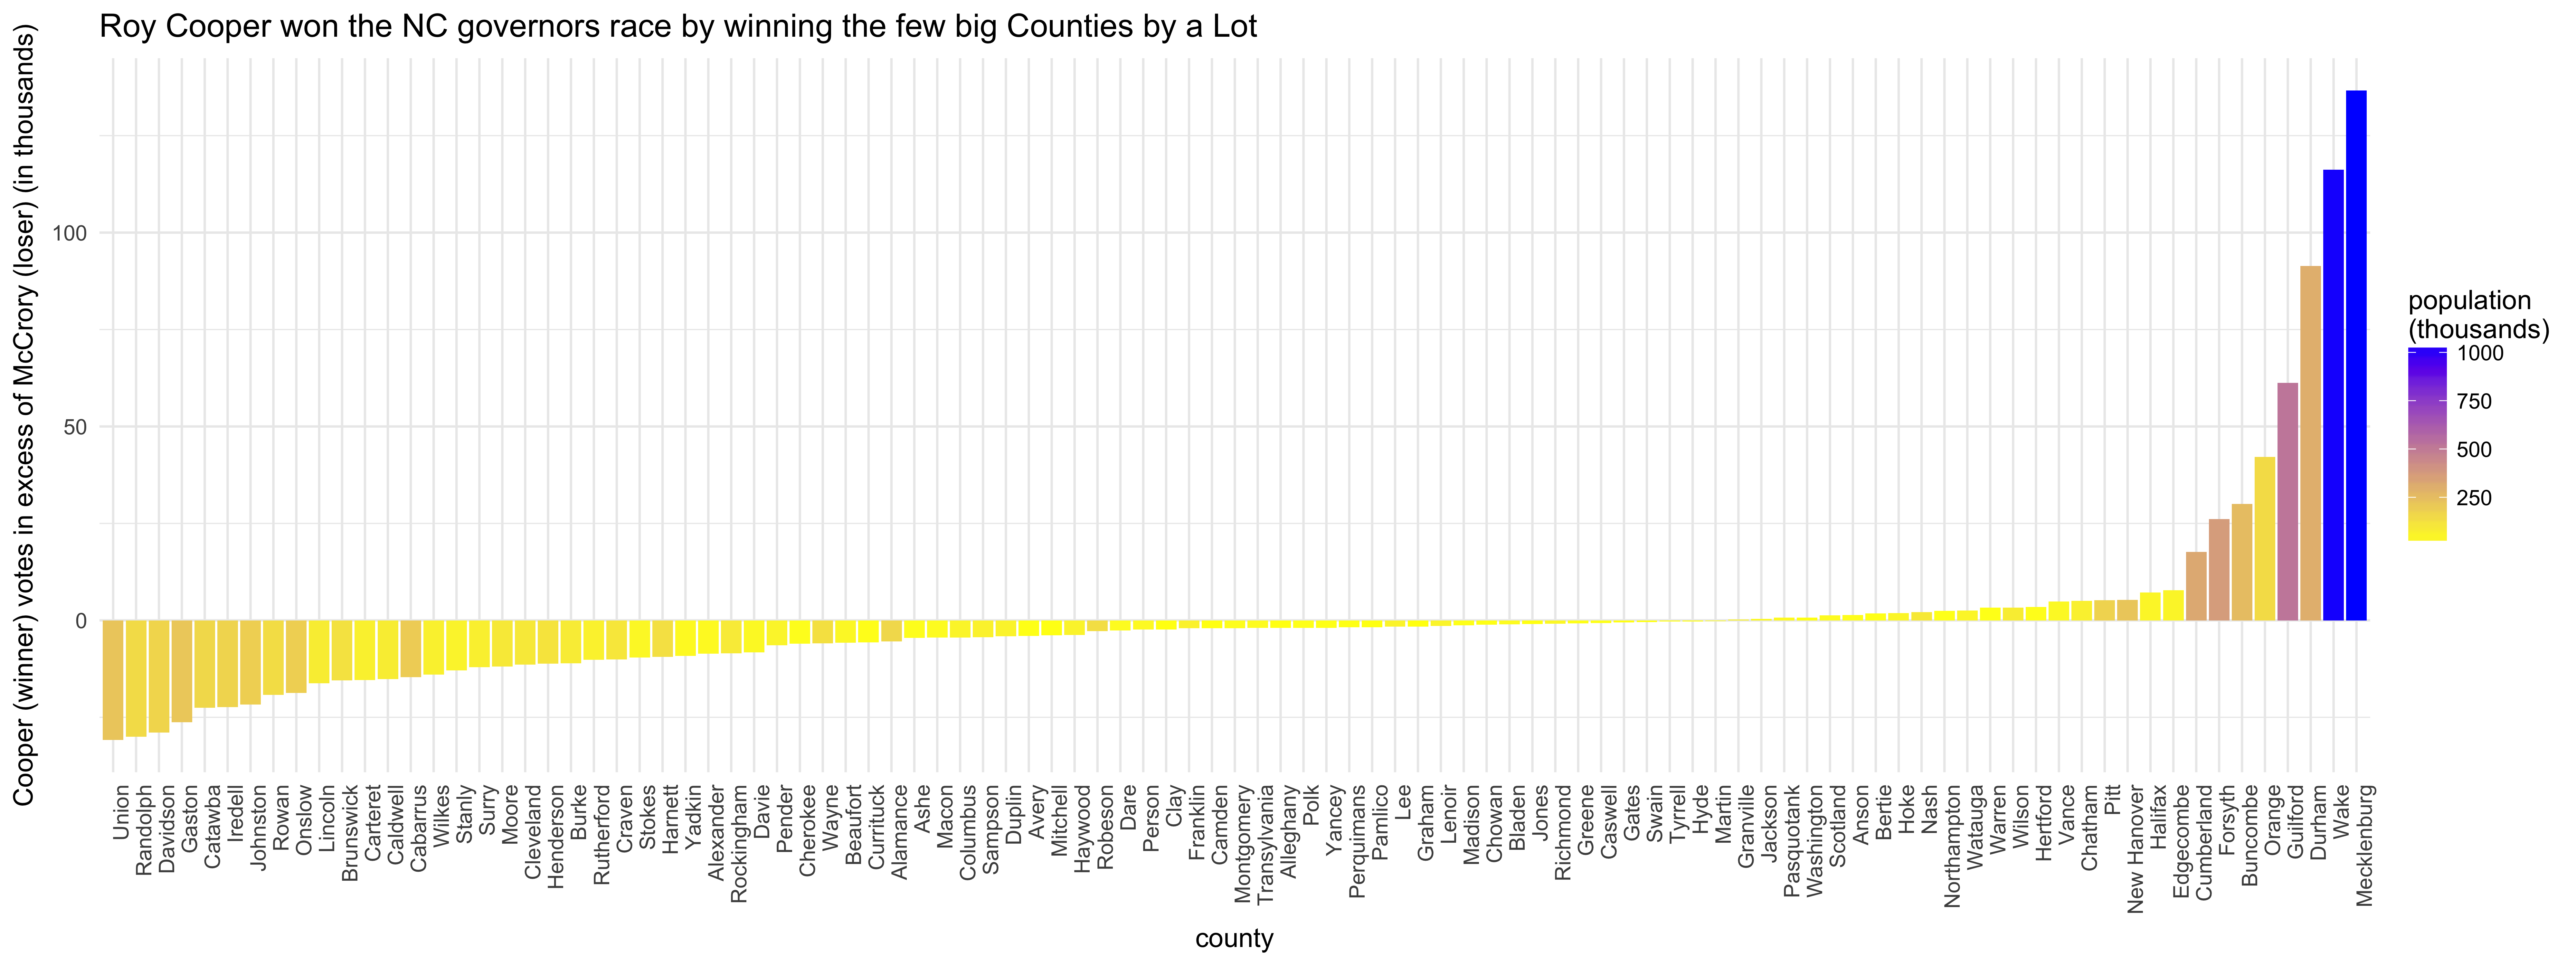 Roy Cooper won the NC governors race by winning the few big Counties by a Lot
Cooper (winner) votes in excess of McCrory (loser) (in thousands)
100
50
0
Union
Randolph
Davidson
Gaston
Catawba
Iredell
Johnston
Rowan
Onslow
Lincoln
Brunswick
Carteret
Caldwell
Cabarrus
Wilkes
Stanly
Surry
Moore
Cleveland
Henderson
Burke
Rutherford
Craven
Stokes
Harnett
Yadkin
Alexander
Rockingham
Davie
Pender
Cherokee
Wayne
Beaufort
Currituck
Alamance
Ashe
Macon
Columbus
Sampson
Duplin
Avery
Mitchell
Haywood
Robeson
Dare
Person
Clay
Franklin
Camden
Montgomery
Transylvania
Alleghany
Polk
Yancey
Perquimans
Pamlico
Lee
Graham
Lenoir
Madison
Chowan
Bladen
Jones
Richmond
Greene
Caswell
Gates
Swain
Tyrrell
Hyde
Martin
Granville
Jackson
Pasquotank
Washington
Scotland
Anson
Bertie
Hoke
Nash
Northampton
Watauga
Warren
Wilson
Hertford
Vance
Chatham
Pitt
New Hanover
Halifax
Edgecombe
Cumberland
Forsyth
Buncombe
Orange
Guilford
Durham
Wake
Mecklenburg
county
population
(thousands)
1000
750
500
250